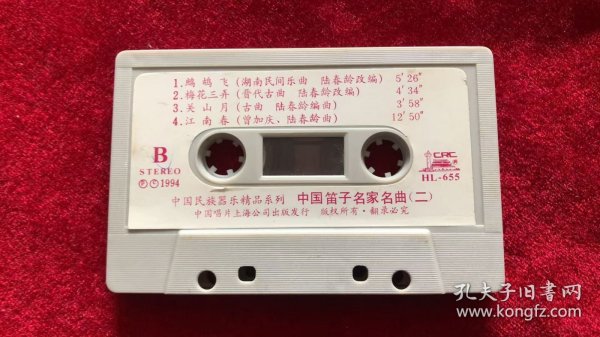 1.鹧鸪飞(湖南民间乐曲 陆春龄改编) 5′26″
2.梅花三弄(晋代古曲 陆春龄改编) 4′34″
3.关山月(古曲 陆春龄编曲) 3′58″
4.江南春(曾加庆、陆春龄曲) 12′50″
B
STEREO
Ⓟ©1994
CRC
HL-655
中国民族器乐精品系列 中国笛子名家名曲(二)
中国唱片上海公司出版发行 版权所有·翻录必究
孔夫子旧書网
www.kongfz.com